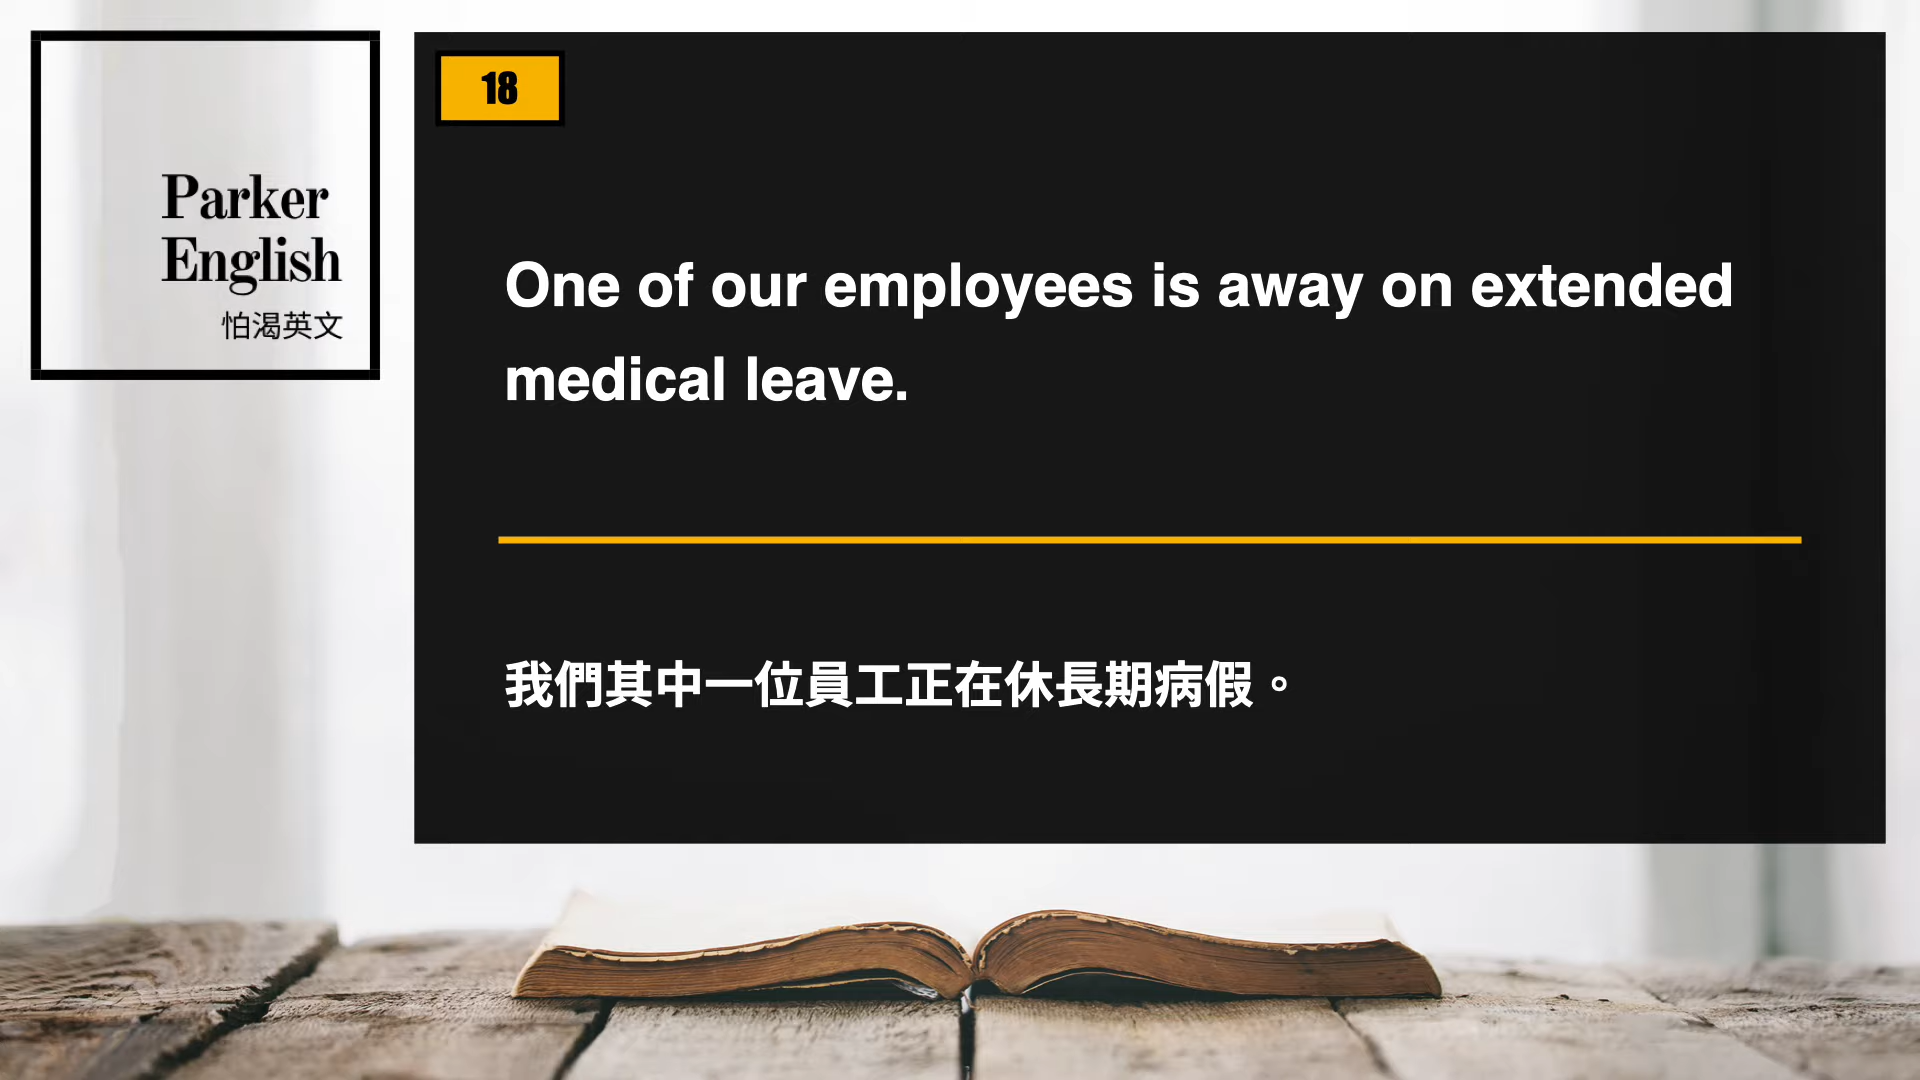 Parker
English
怕渴英文
18
One of our employees is away on extended
medical leave.
我們其中一位員工正在休長期病假。